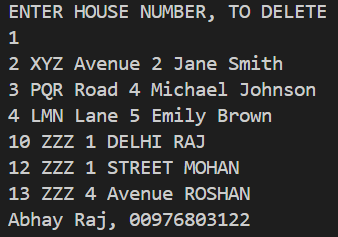 ENTER HOUSE NUMBER, TO DELETE
1
2 XYZ Avenue 2 Jane Smith
3 PQR Road 4 Michael Johnson
4 LMN Lane 5 Emily Brown
10 ZZZ 1 DELHI RAJ
12 ZZZ 1 STREET MOHAN
13 ZZZ 4 Avenue ROSHAN
Abhay Raj, 00976803122